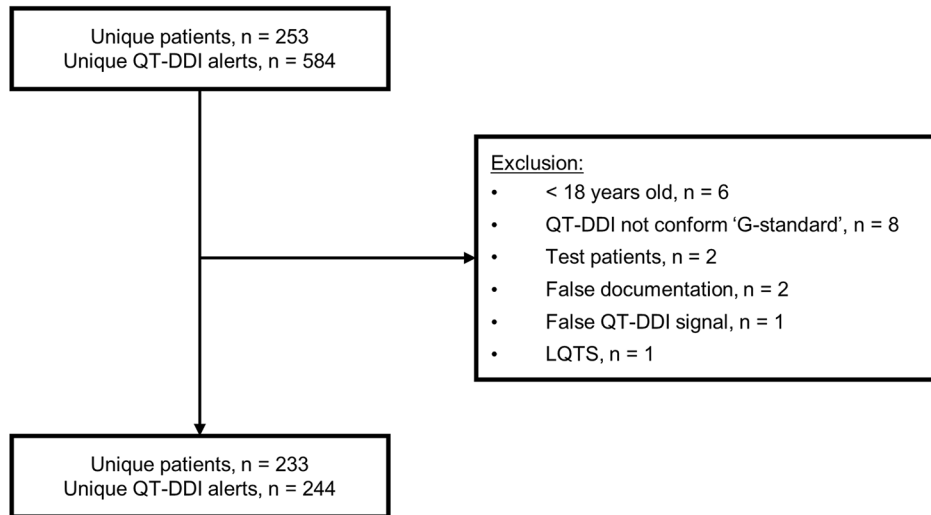 Unique patients, n = 253
Unique QT-DDI alerts, n = 584
Exclusion:
• < 18 years old, n = 6
• QT-DDI not conform ‘G-standard’, n = 8
• Test patients, n = 2
• False documentation, n = 2
• False QT-DDI signal, n = 1
• LQTS, n = 1
Unique patients, n = 233
Unique QT-DDI alerts, n = 244